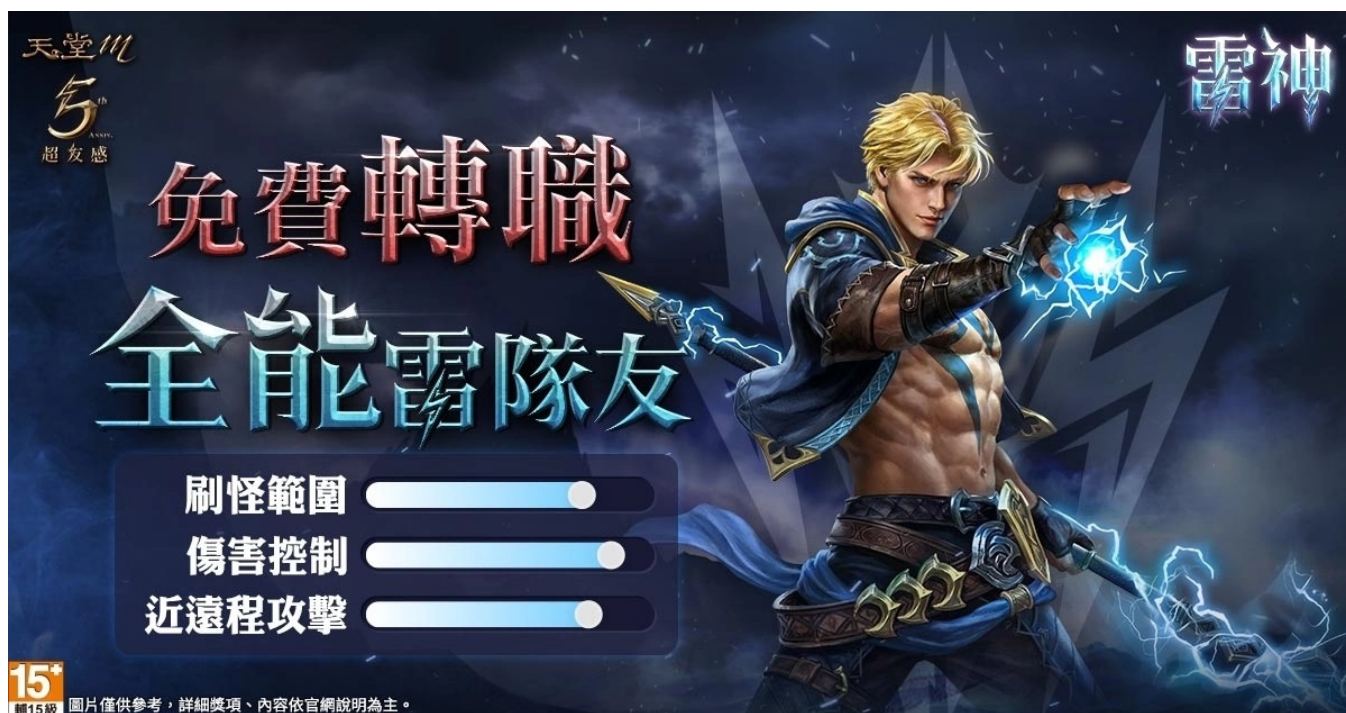 天堂M
5th
ANNIV.
超友感
雷神
免費轉職
全能雷隊友
刷怪範圍
傷害控制
近遠程攻擊
15+
輔15級
圖片僅供參考，詳細獎項、內容依官網說明為主。